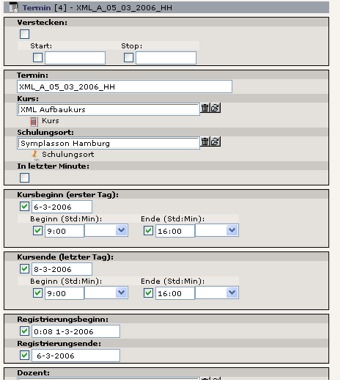 Termin [4] - XML_A_05_03_2006_HH
Verstecken:
Start: Stop:
Termin:
XML_A_05_03_2006_HH
Kurs:
XML Aufbaukurs
Kurs
Schulungsort:
Symplasson Hamburg
Schulungsort
In letzter Minute:
Kursbeginn (erster Tag):
6-3-2006
Beginn (Std:Min): Ende (Std:Min):
9:00 16:00
Kursende (letzter Tag):
8-3-2006
Beginn (Std:Min): Ende (Std:Min):
9:00 16:00
Registrierungsbeginn:
0:08 1-3-2006
Registrierungsende:
6-3-2006
Dozent: